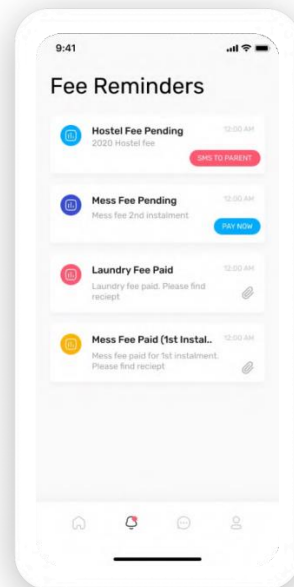 9:41
Fee Reminders
Hostel Fee Pending 12:00 AM
2020 Hostel fee
SMS TO PARENT
Mess Fee Pending 12:00 AM
Mess fee 2nd instalment
PAY NOW
Laundry Fee Paid 12:00 AM
Laundry fee paid. Please find
reciept
Mess Fee Paid (1st Instal.. 12:00 AM
Mess fee paid for 1st instalment.
Please find reciept